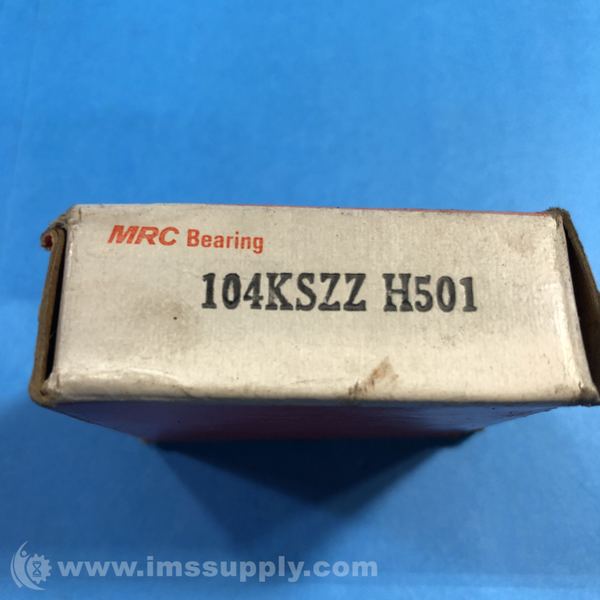 MRC Bearing
104KSZZ H501
www.imssupply.com